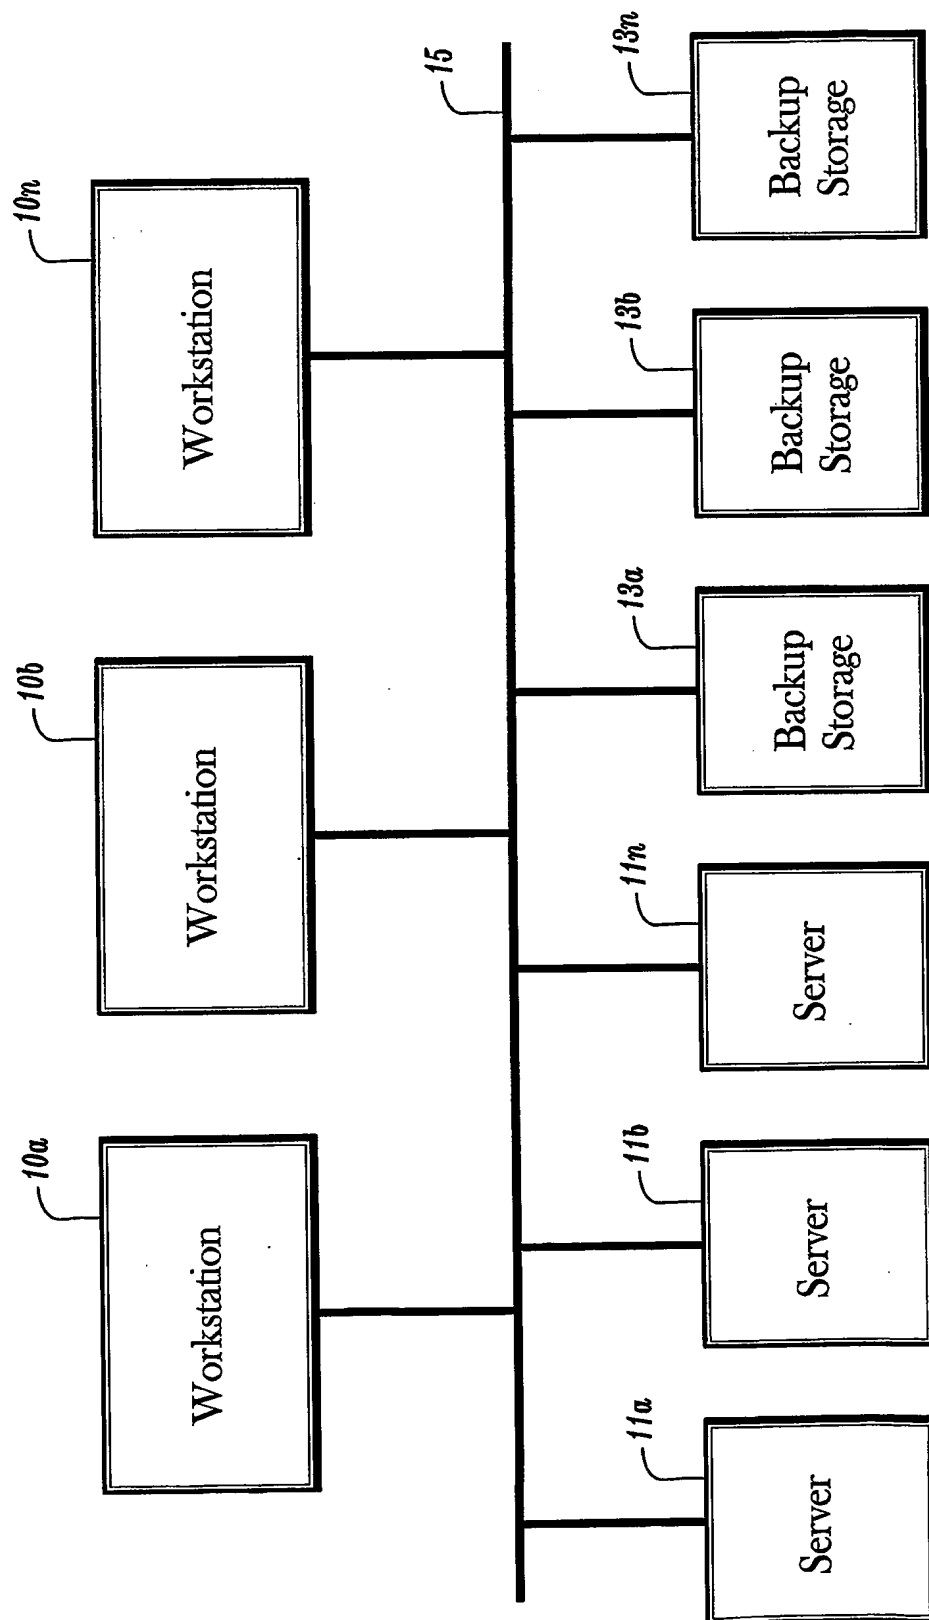 10a
10b
10n
Workstation
Workstation
Workstation
15
11a
11b
11n
13a
13b
13n
Server
Server
Server
Backup
Storage
Backup
Storage
Backup
Storage